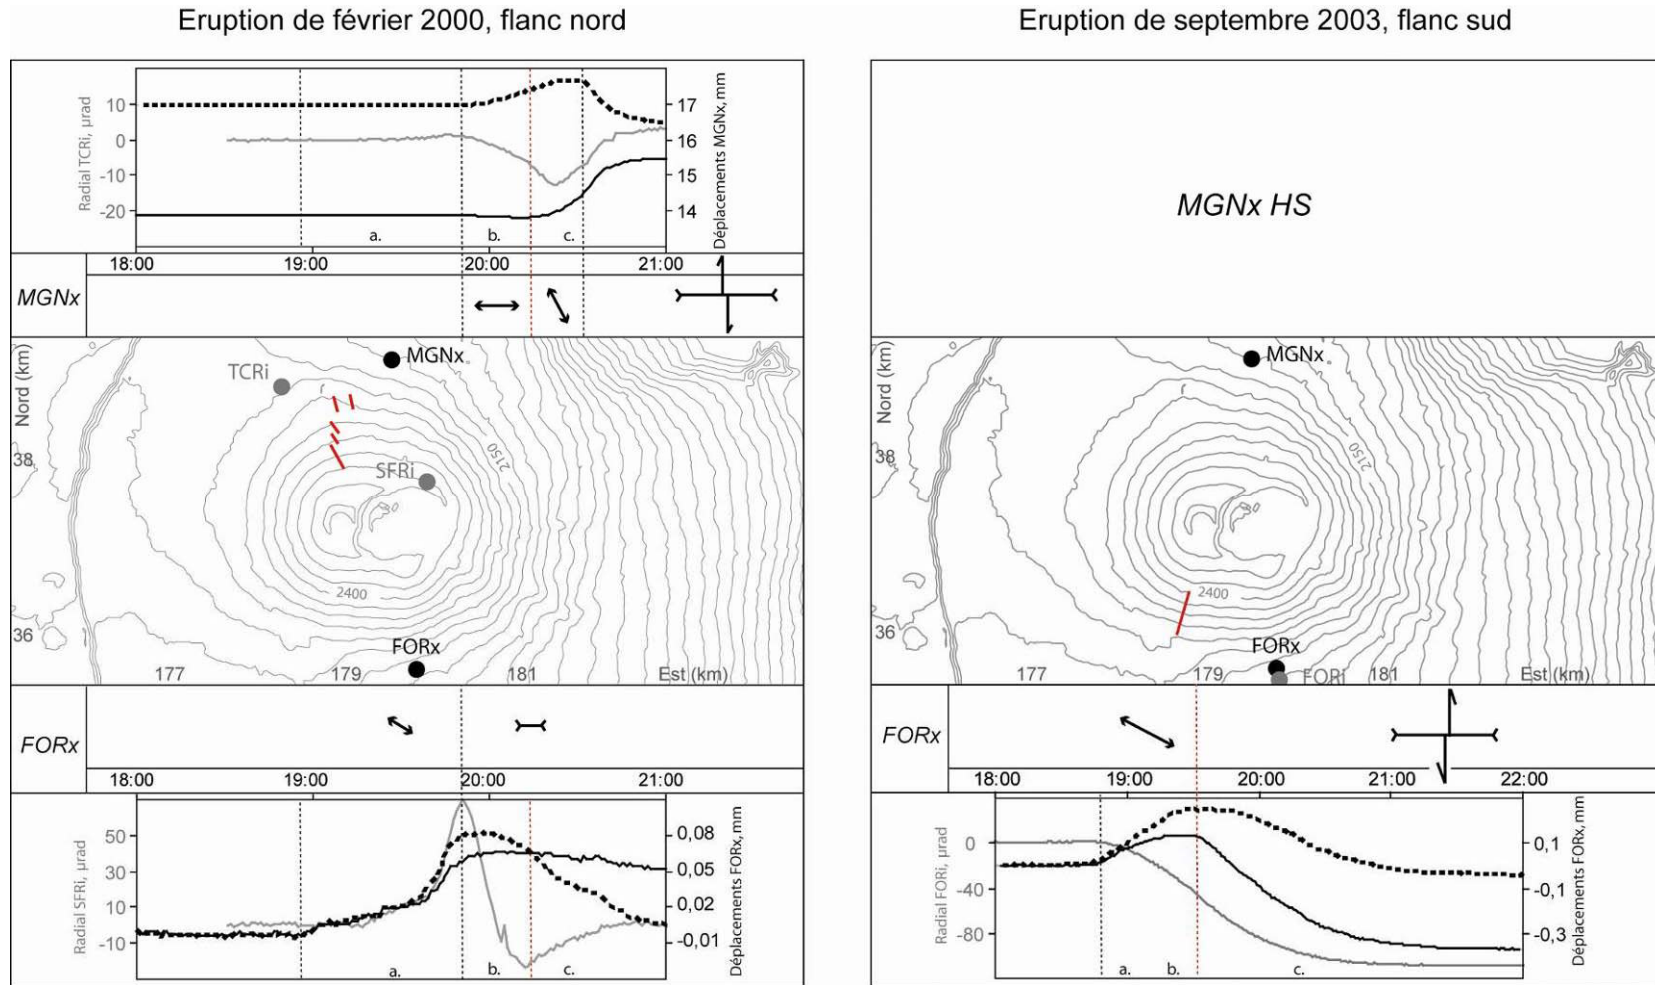 Eruption de février 2000, flanc nord
Eruption de septembre 2003, flanc sud
Radial TCRi, µrad
10
0
-10
-20
17
16
15
14
Déplacements MGNx, mm
a.
b.
c.
18:00
19:00
20:00
21:00
MGNx
MGNx HS
Nord (km)
38
36
TCRi
MGNx
2150
SFRi
2400
FORx
177
179
181
Est (km)
Nord (km)
38
36
MGNx
2150
2400
FORx
FORi
177
179
181
Est (km)
FORx
18:00
19:00
20:00
21:00
Radial SFRi, µrad
50
30
10
-10
0,08
0,05
0,02
-0,01
Déplacements FORx, mm
a.
b.
c.
FORx
18:00
19:00
20:00
21:00
22:00
Radial FORi, µrad
0
-40
-80
0,1
-0,1
-0,3
Déplacements FORx, mm
a.
b.
c.